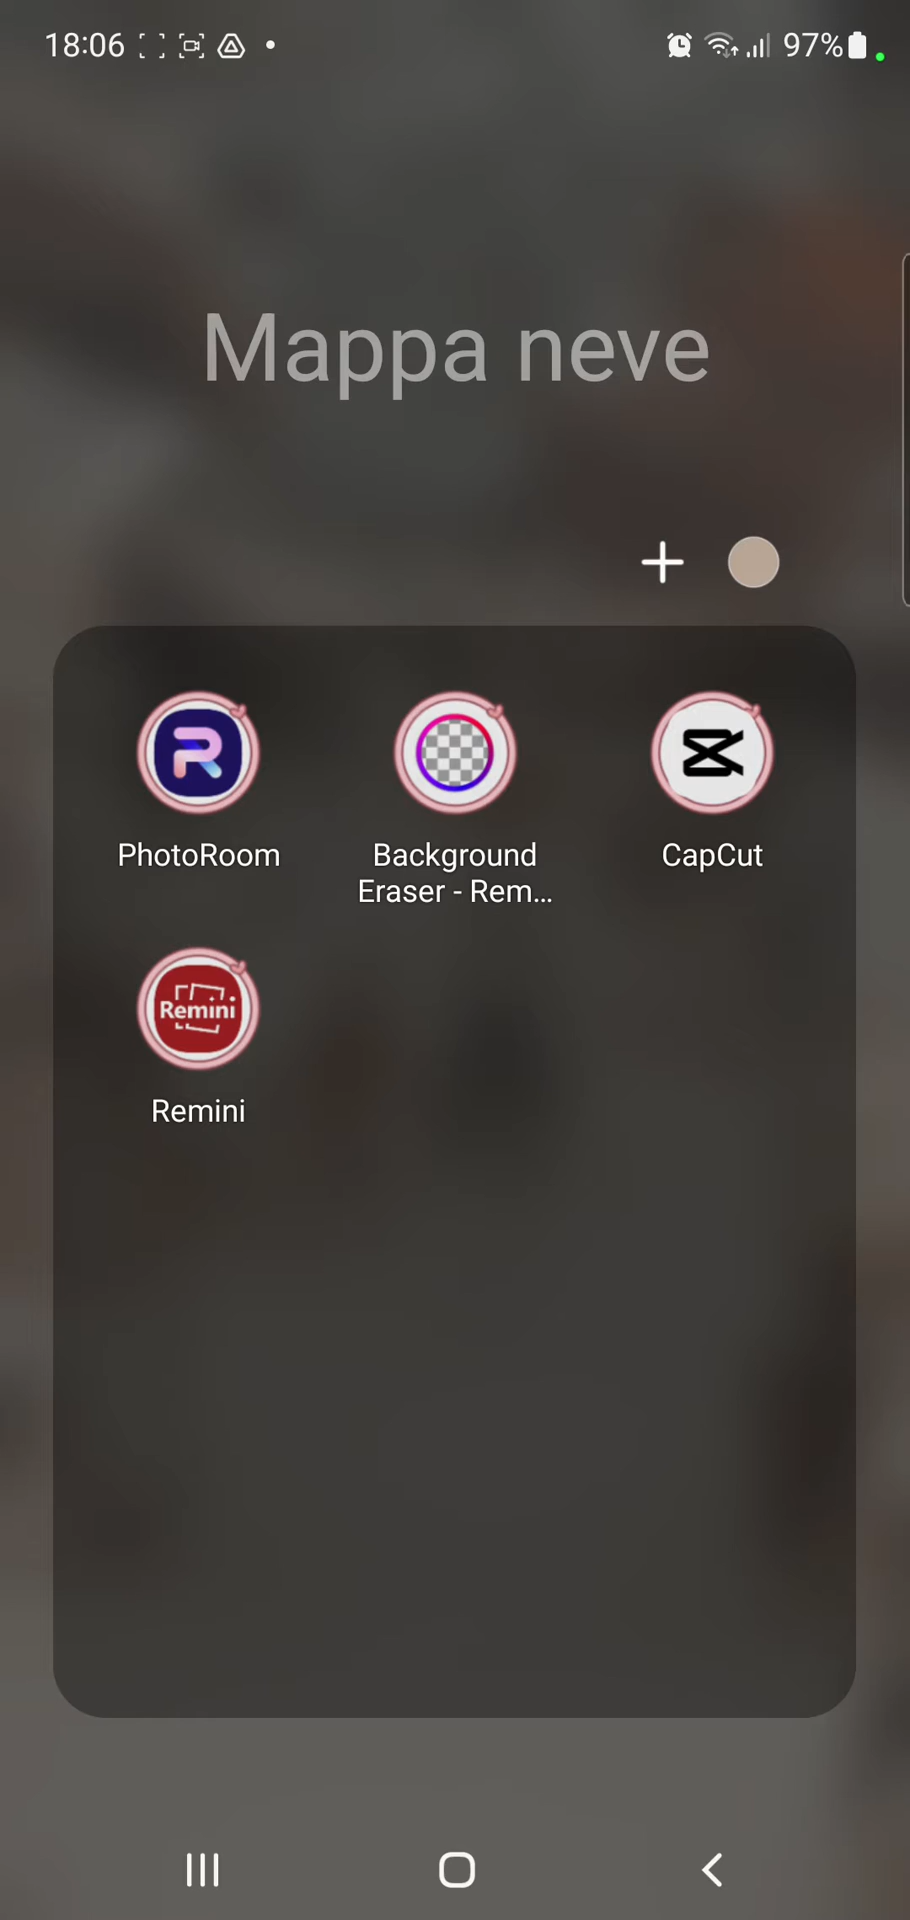 18:06
97%
Mappa neve
PhotoRoom
Background
Eraser - Rem...
CapCut
Remini
Remini